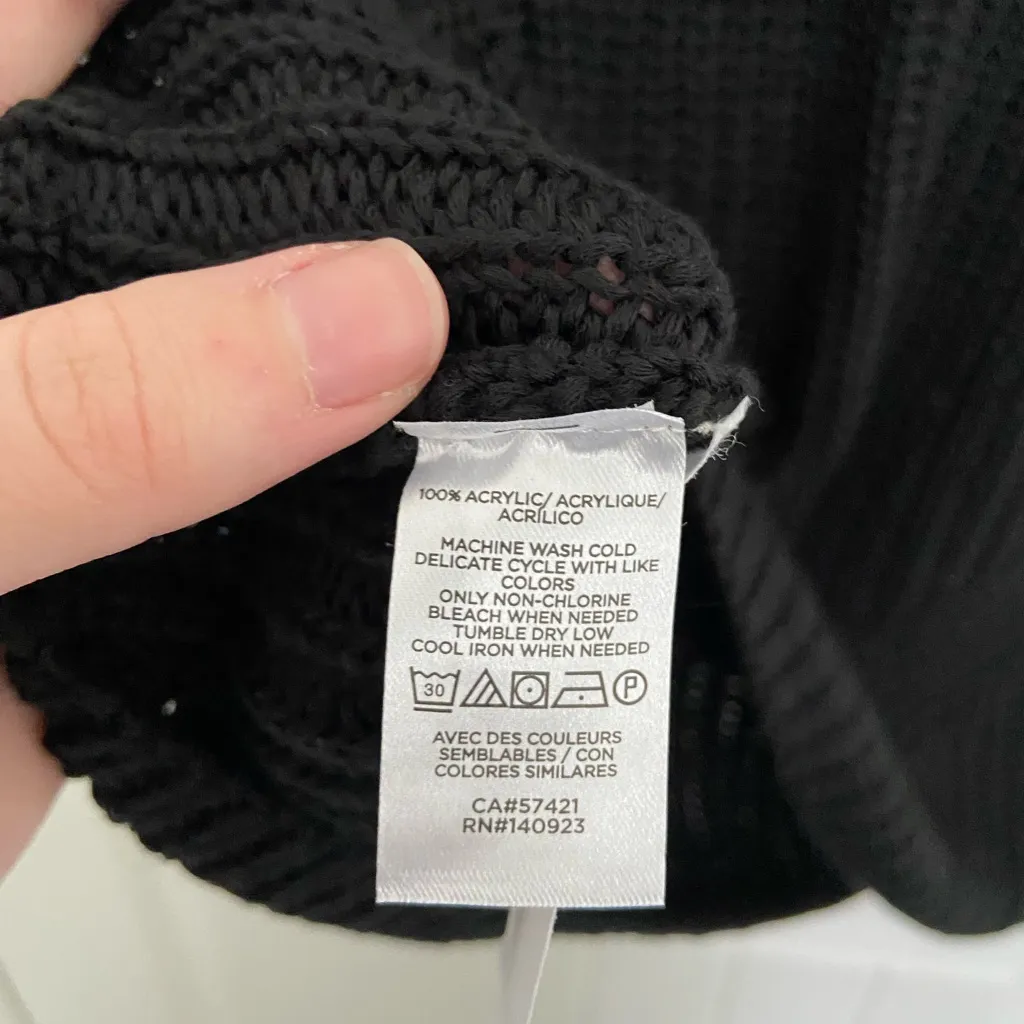 100% ACRYLIC/ ACRYLIQUE/
ACRÍLICO
MACHINE WASH COLD
DELICATE CYCLE WITH LIKE
COLORS
ONLY NON-CHLORINE
BLEACH WHEN NEEDED
TUMBLE DRY LOW
COOL IRON WHEN NEEDED
30 P
AVEC DES COULEURS
SEMBLABLES / CON
COLORES SIMILARES
CA#57421
RN#140923